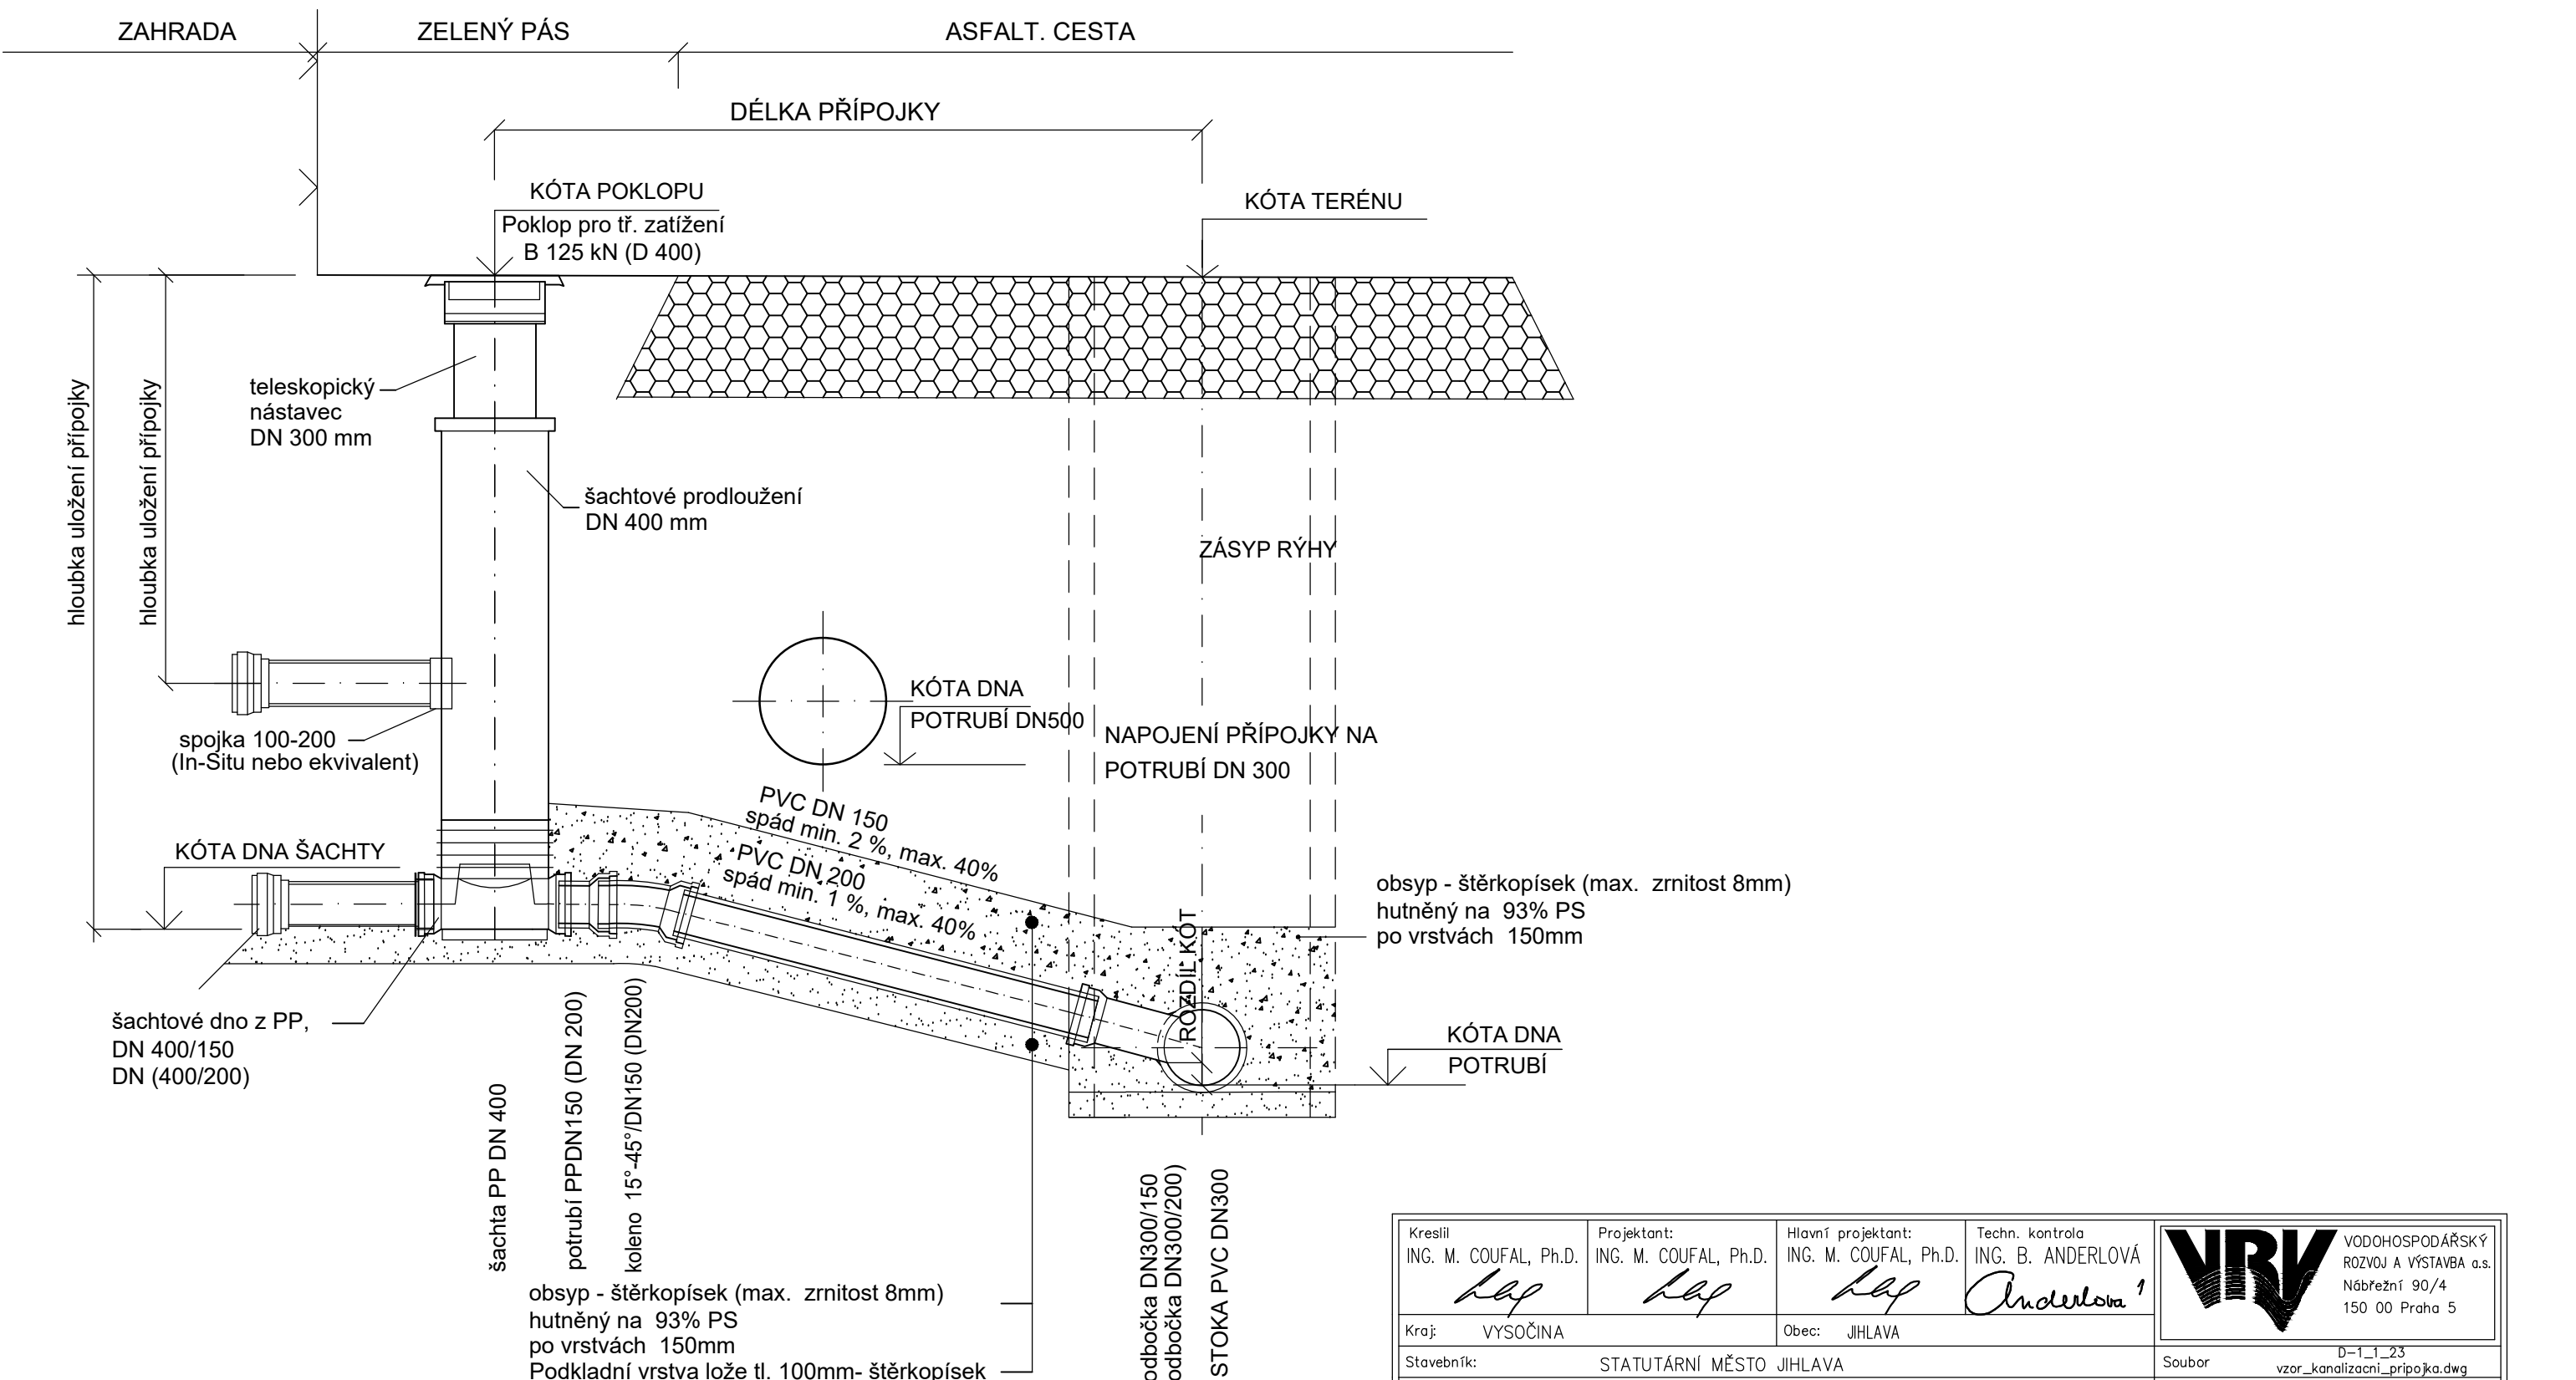 ZAHRADA
ZELENÝ PÁS
ASFALT. CESTA
DÉLKA PŘÍPOJKY
KÓTA POKLOPU
Poklop pro tř. zatížení
B 125 kN (D 400)
KÓTA TERÉNU
hloubka uložení přípojky
hloubka uložení přípojky
teleskopický
nástavec
DN 300 mm
šachtové prodloužení
DN 400 mm
ZÁSYP RÝHY
KÓTA DNA
POTRUBÍ DN500
NAPOJENÍ PŘÍPOJKY NA
POTRUBÍ DN 300
spojka 100-200
(In-Situ nebo ekvivalent)
PVC DN 150
spád min. 2 %, max. 40%
PVC DN 200
spád min. 1 %, max. 40%
KÓTA DNA ŠACHTY
obsyp - štěrkopísek (max. zrnitost 8mm)
hutněný na 93% PS
po vrstvách 150mm
ROZDÍL KÓT
KÓTA DNA
POTRUBÍ
šachtové dno z PP,
DN 400/150
DN (400/200)
šachta PP DN 400
potrubí PPDN150 (DN 200)
koleno 15°-45°/DN150 (DN200)
odbočka DN300/150
odbočka DN300/200)
STOKA PVC DN300
obsyp - štěrkopísek (max. zrnitost 8mm)
hutněný na 93% PS
po vrstvách 150mm
Podkladní vrstva lože tl. 100mm- štěrkopísek
Kreslil
ING. M. COUFAL, Ph.D.
Projektant:
ING. M. COUFAL, Ph.D.
Hlavní projektant:
ING. M. COUFAL, Ph.D.
Techn. kontrola
ING. B. ANDERLOVÁ
Anderlova
VRV
VODOHOSPODÁŘSKÝ
ROZVOJ A VÝSTAVBA a.s.
Nábřežní 90/4
150 00 Praha 5
Kraj: VYSOČINA
Obec: JIHLAVA
Stavebník: STATUTÁRNÍ MĚSTO JIHLAVA
Soubor
D-1_1_23
vzor_kanalizacni_pripojka.dwg